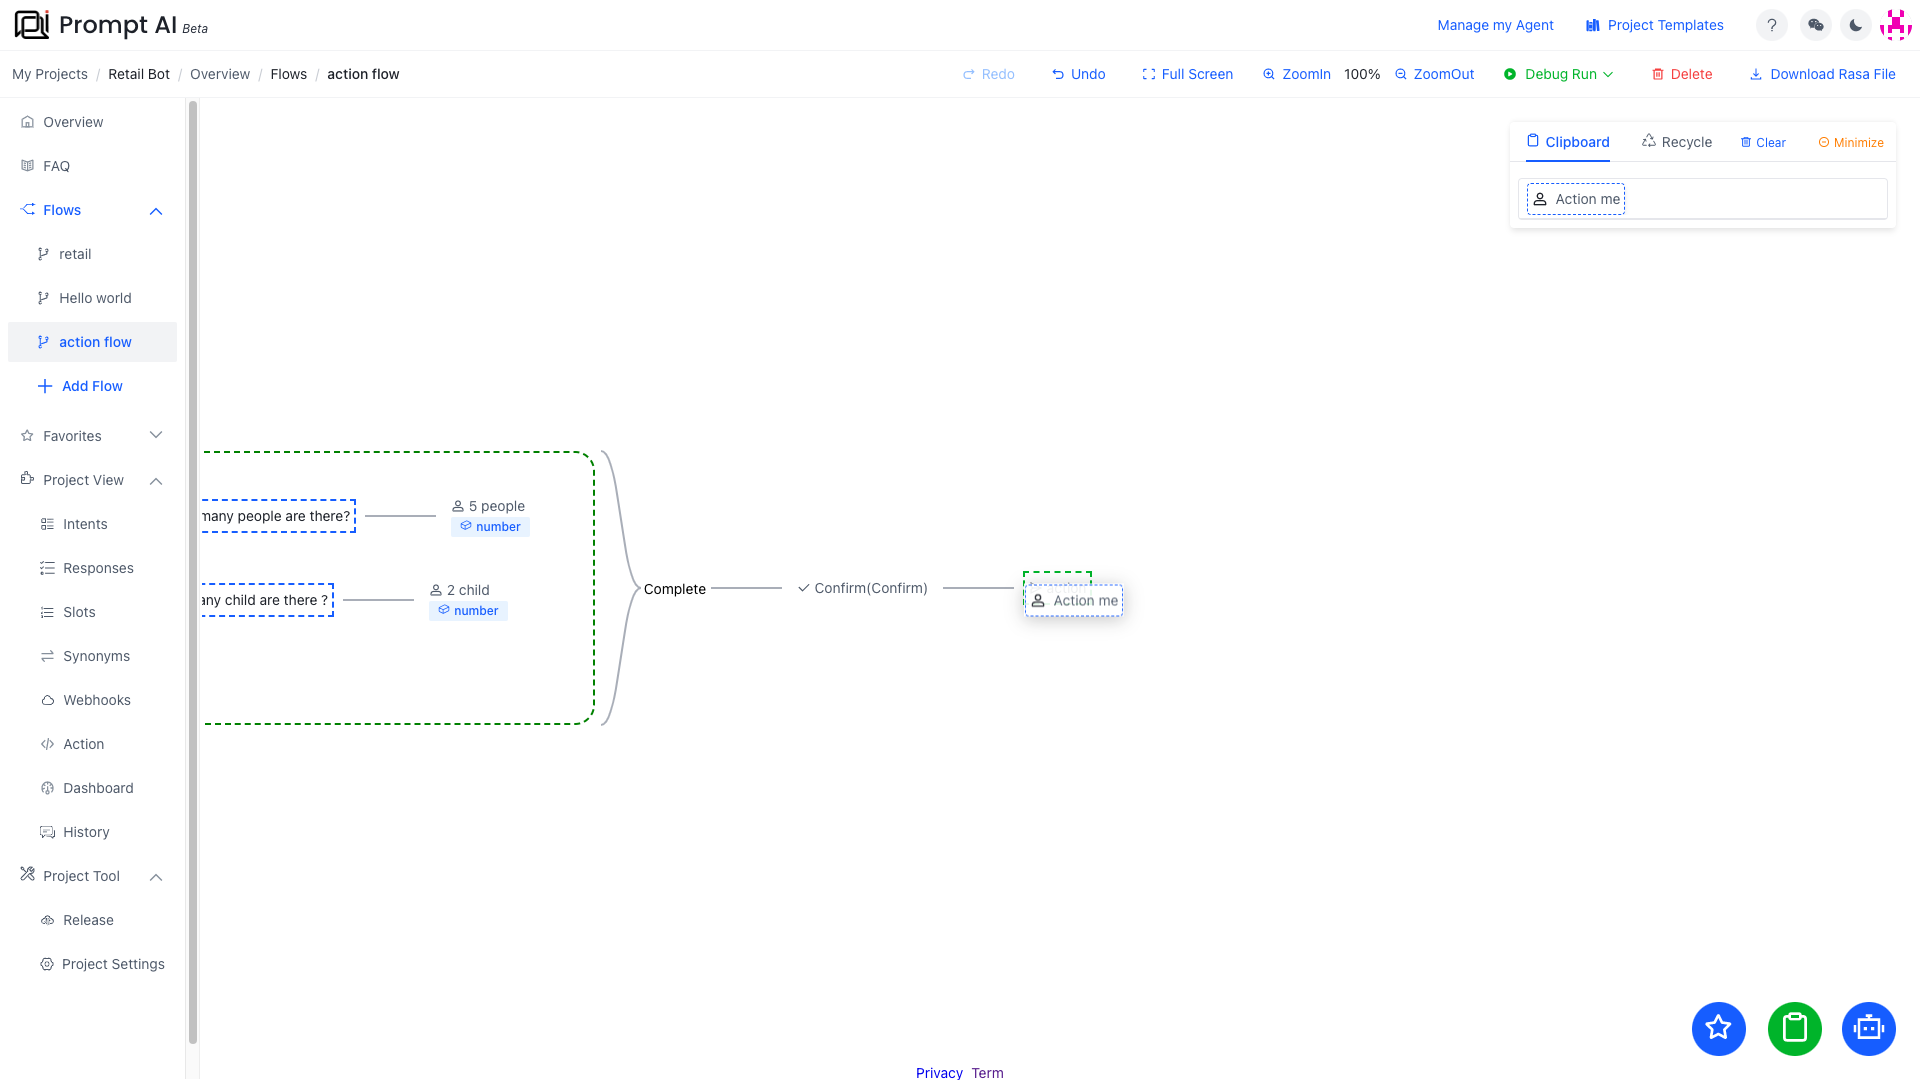 Prompt AI Beta
Manage my Agent
Project Templates
My Projects / Retail Bot / Overview / Flows / action flow
Redo
Undo
Full Screen
ZoomIn
100%
ZoomOut
Debug Run
Delete
Download Rasa File
Overview
FAQ
Flows
retail
Hello world
action flow
Add Flow
Favorites
Project View
Intents
Responses
Slots
Synonyms
Webhooks
Action
Dashboard
History
Project Tool
Release
Project Settings
Clipboard
Recycle
Clear
Minimize
Action me
many people are there?
5 people
number
any child are there ?
2 child
number
Complete
Confirm(Confirm)
Action me
Privacy Term